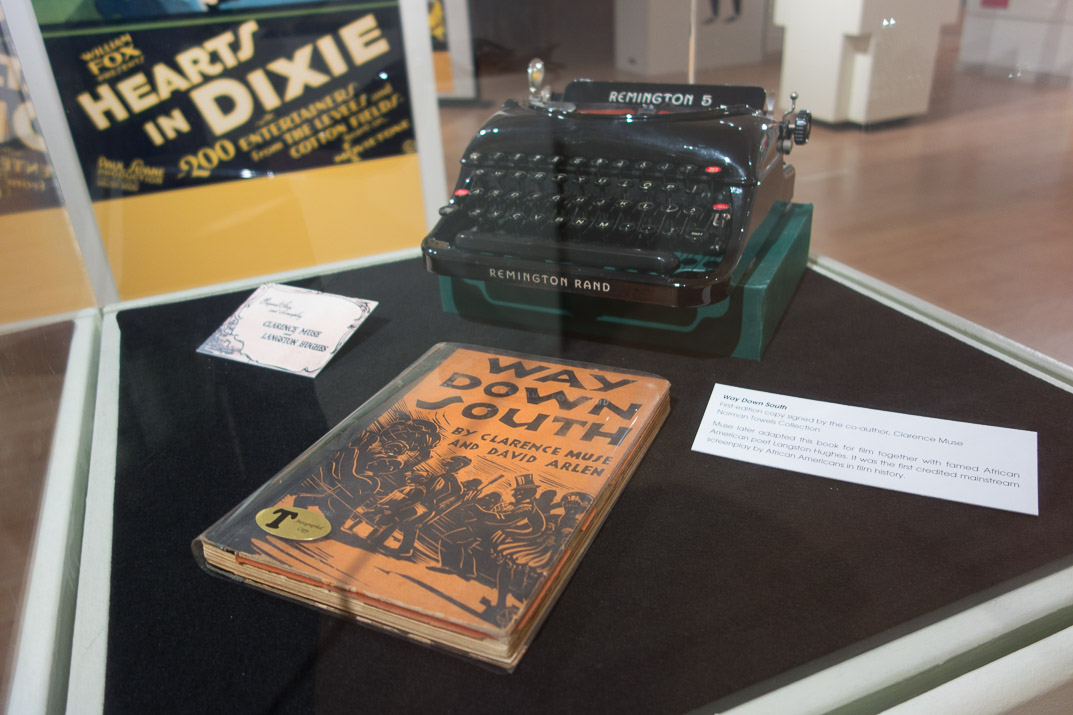 WILLIAM
FOX
PRESENTS
HEARTS
IN DIXIE
200 ENTERTAINERS
from THE LEVEES and
COTTON FIELDS.
REMINGTON 5
REMINGTON RAND
CLARENCE MUSE
and
LANGSTON HUGHES
WAY
DOWN
SOUTH
BY CLARENCE MUSE
AND DAVID ARLEN
T Autographed
Copy
Way Down South
First edition copy signed by the co-author, Clarence Muse
Norman Towels Collection
Muse later adapted this book for film together with famed African
American poet Langston Hughes. It was the first credited mainstream
screenplay by African Americans in film history.